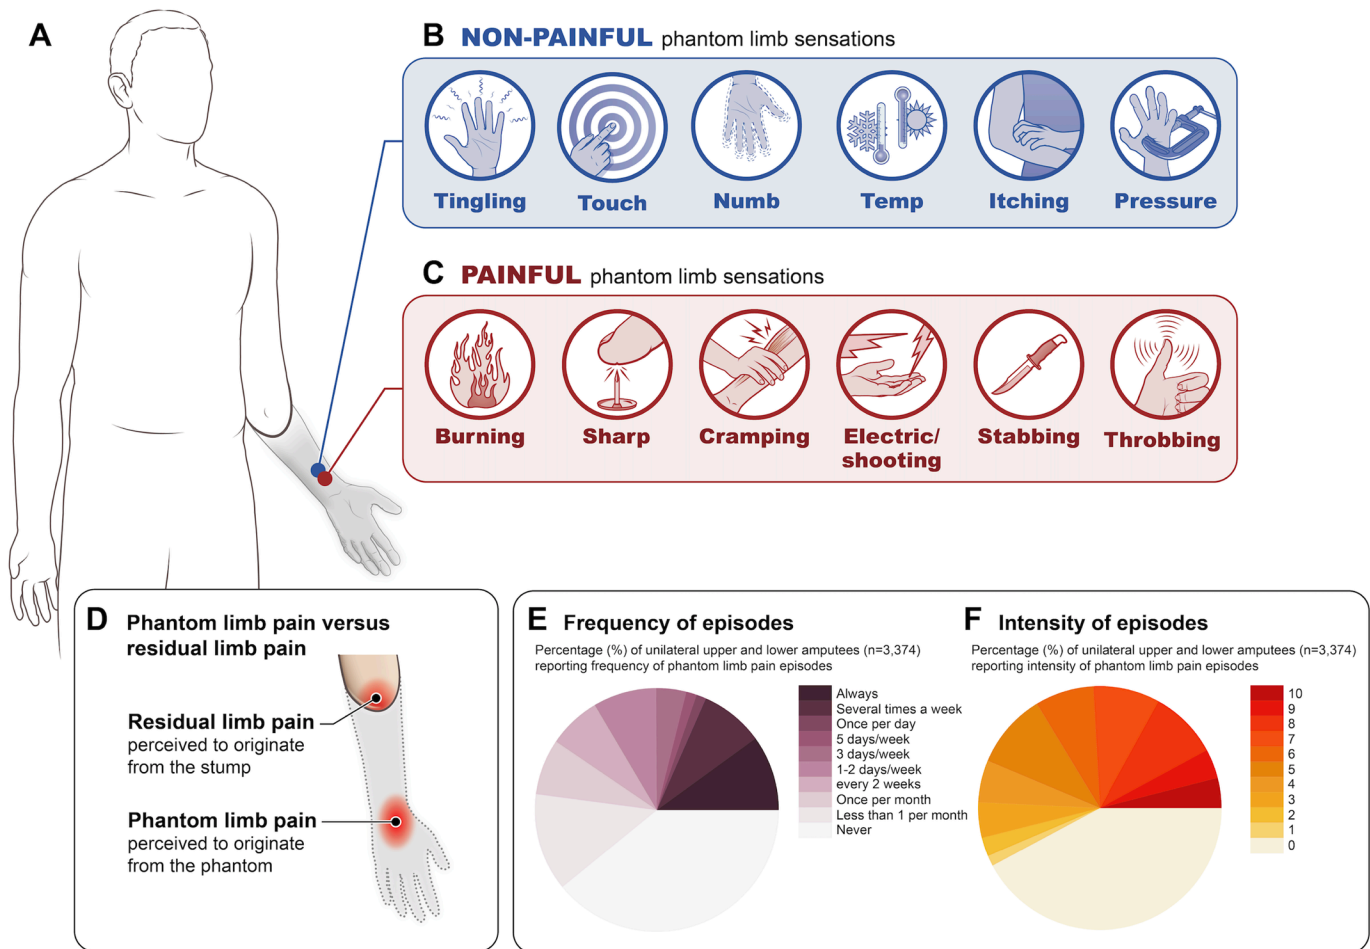 A
B NON-PAINFUL phantom limb sensations
Tingling
Touch
Numb
Temp
Itching
Pressure
C PAINFUL phantom limb sensations
Burning
Sharp
Cramping
Electric/
shooting
Stabbing
Throbbing
D Phantom limb pain versus
residual limb pain
Residual limb pain
perceived to originate
from the stump
Phantom limb pain
perceived to originate
from the phantom
E Frequency of episodes
Percentage (%) of unilateral upper and lower amputees (n=3,374)
reporting frequency of phantom limb pain episodes
Always
Several times a week
Once per day
5 days/week
3 days/week
1-2 days/week
every 2 weeks
Once per month
Less than 1 per month
Never
F Intensity of episodes
Percentage (%) of unilateral upper and lower amputees (n=3,374)
reporting intensity of phantom limb pain episodes
10
9
8
7
6
5
4
3
2
1
0